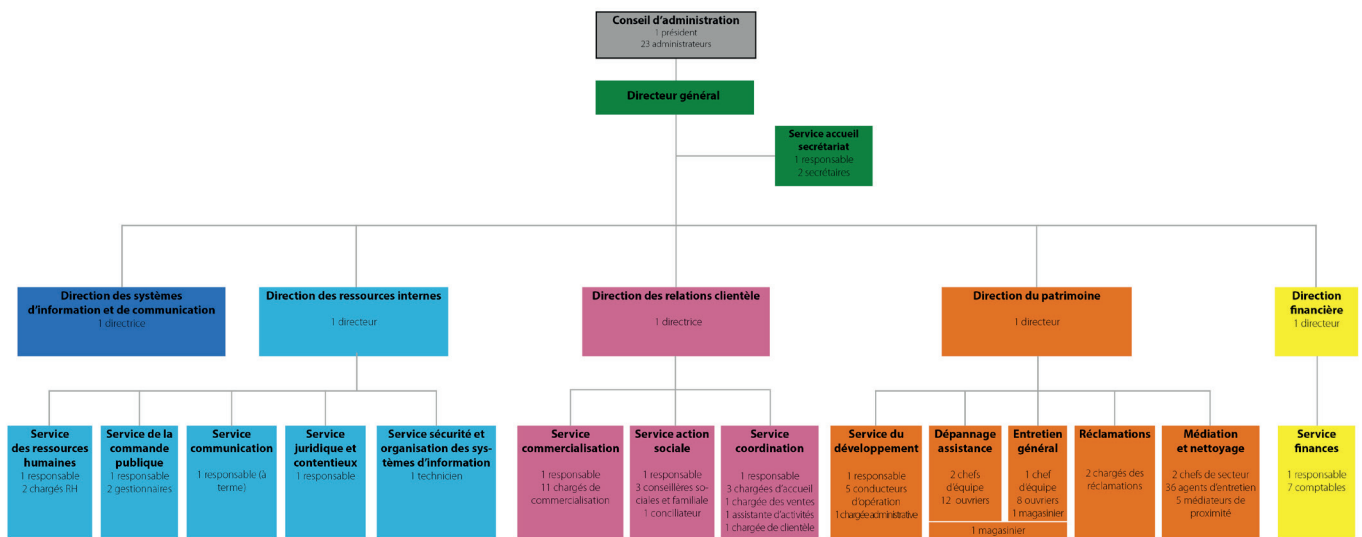 Conseil d'administration
1 président
23 administrateurs
Directeur général
Service accueil
secrétariat
1 responsable
2 secrétaires
Direction des systèmes
d'information et de communication
1 directrice
Direction des ressources internes
1 directeur
Direction des relations clientèle
1 directrice
Direction du patrimoine
1 directeur
Direction
financière
1 directeur
Service
des ressources
humaines
1 responsable
2 chargés RH
Service de la
commande
publique
1 responsable
2 gestionnaires
Service
communication
1 responsable (à
terme)
Service
juridique et
contentieux
1 responsable
Service sécurité et
organisation des sys-
tèmes d'information
1 technicien
Service
commercialisation
1 responsable
11 chargés de
commercialisation
Service action
sociale
1 responsable
3 conseillères so-
ciales et familiale
1 conciliateur
Service
coordination
1 responsable
3 chargées d'accueil
1 chargée des ventes
1 assistante d'activités
1 chargée de clientèle
Service du
développement
1 responsable
5 conducteurs
d'opération
1 chargée administrative
Dépannage
assistance
2 chefs
d'équipe
12 ouvriers
Entretien
général
1 chef
d'équipe
8 ouvriers
1 magasinier
1 magasinier
Réclamations
2 chargés des
réclamations
Médiation
et nettoyage
2 chefs de secteur
36 agents d'entretien
5 médiateurs de
proximité
Service
finances
1 responsable
7 comptables